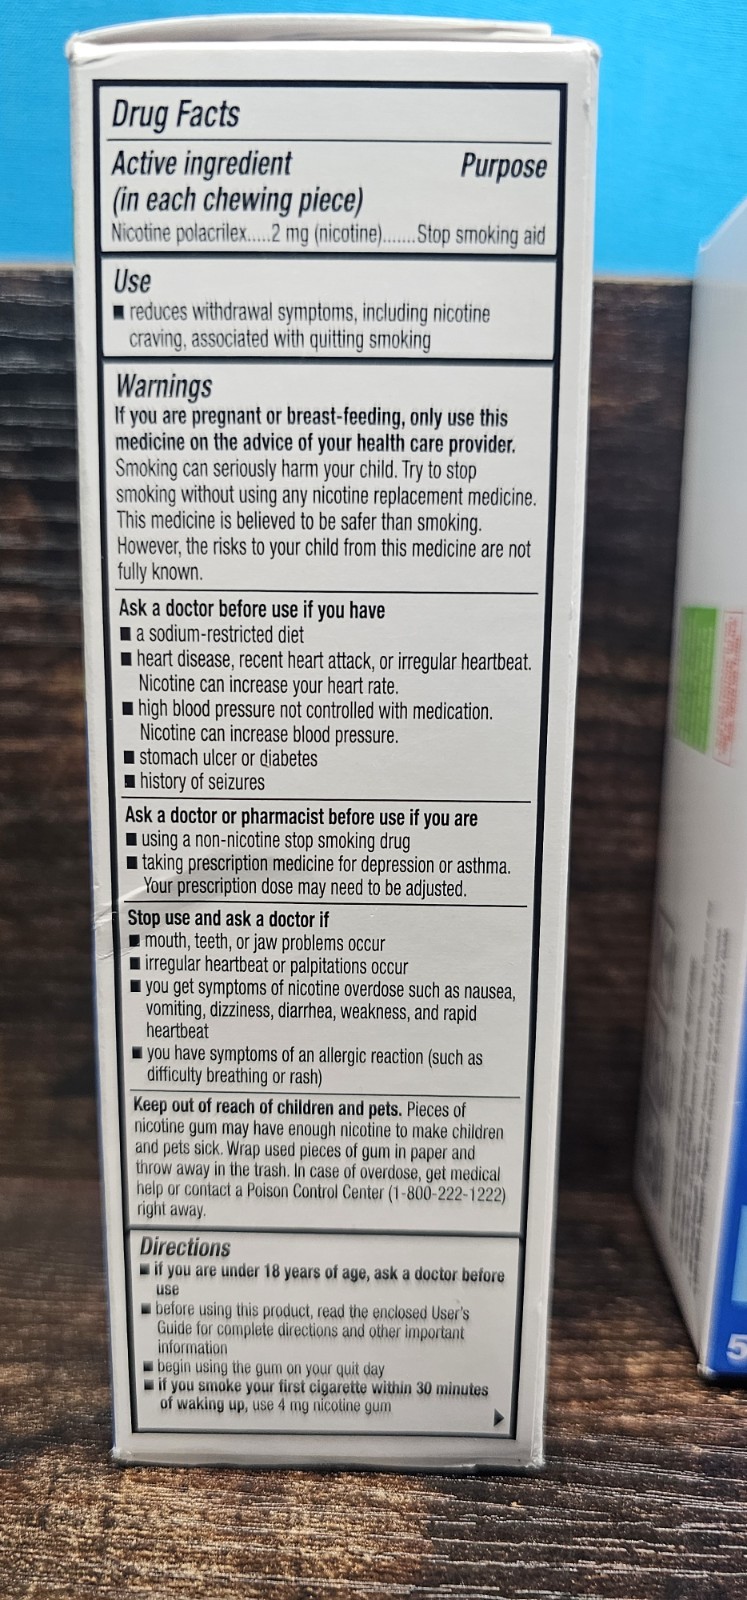 Drug Facts
Active ingredient Purpose
(in each chewing piece)
Nicotine polacrilex.....2 mg (nicotine).......Stop smoking aid
Use
■ reduces withdrawal symptoms, including nicotine
craving, associated with quitting smoking
Warnings
If you are pregnant or breast-feeding, only use this
medicine on the advice of your health care provider.
Smoking can seriously harm your child. Try to stop
smoking without using any nicotine replacement medicine.
This medicine is believed to be safer than smoking.
However, the risks to your child from this medicine are not
fully known.
Ask a doctor before use if you have
■ a sodium-restricted diet
■ heart disease, recent heart attack, or irregular heartbeat.
Nicotine can increase your heart rate.
■ high blood pressure not controlled with medication.
Nicotine can increase blood pressure.
■ stomach ulcer or diabetes
■ history of seizures
Ask a doctor or pharmacist before use if you are
■ using a non-nicotine stop smoking drug
■ taking prescription medicine for depression or asthma.
Your prescription dose may need to be adjusted.
Stop use and ask a doctor if
■ mouth, teeth, or jaw problems occur
■ irregular heartbeat or palpitations occur
■ you get symptoms of nicotine overdose such as nausea,
vomiting, dizziness, diarrhea, weakness, and rapid
heartbeat
■ you have symptoms of an allergic reaction (such as
difficulty breathing or rash)
Keep out of reach of children and pets. Pieces of
nicotine gum may have enough nicotine to make children
and pets sick. Wrap used pieces of gum in paper and
throw away in the trash. In case of overdose, get medical
help or contact a Poison Control Center (1-800-222-1222)
right away.
Directions
■ if you are under 18 years of age, ask a doctor before
use
■ before using this product, read the enclosed User's
Guide for complete directions and other important
information
■ begin using the gum on your quit day
■ if you smoke your first cigarette within 30 minutes
of waking up, use 4 mg nicotine gum
5